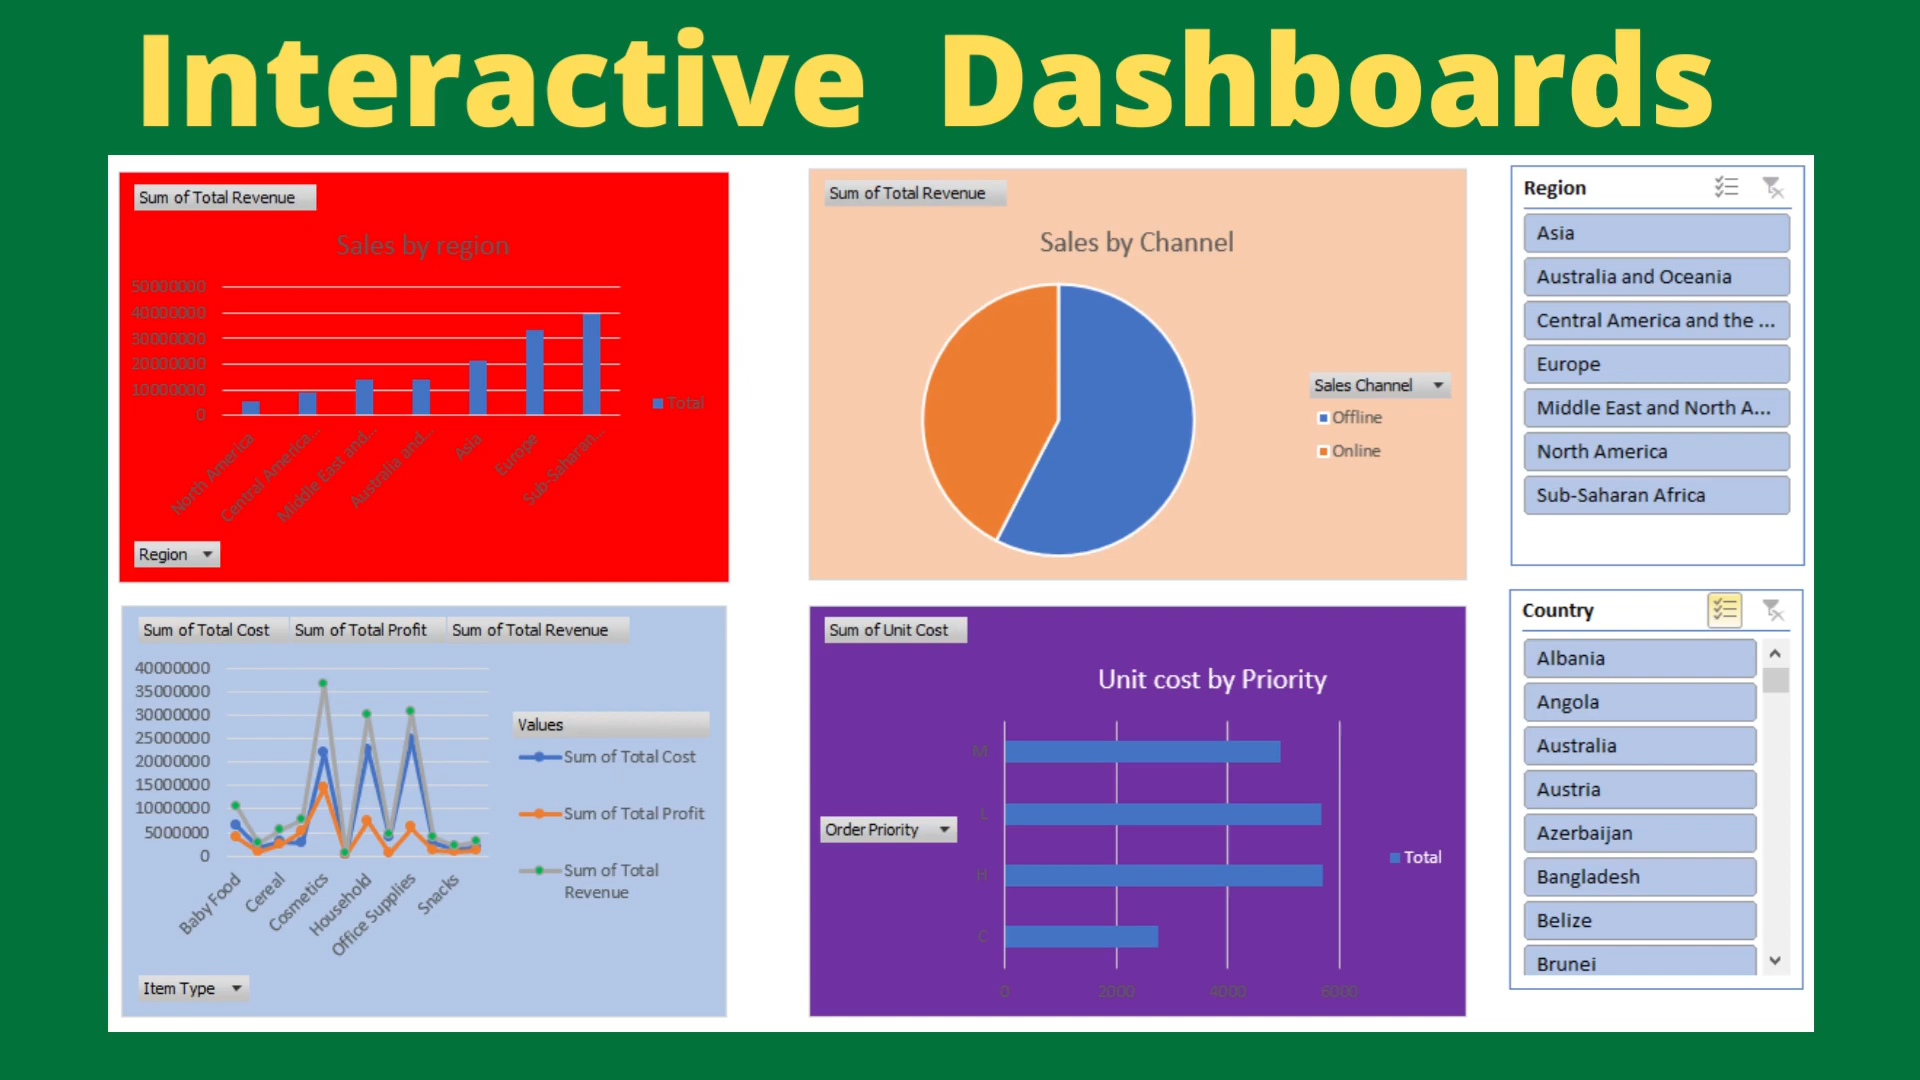 Interactive Dashboards
Sum of Total Revenue
Sales by region
50000000
40000000
30000000
20000000
10000000
0
Total
North America
Central America...
Middle East and...
Australia and...
Asia
Europe
Sub-Saharan...
Region
Sum of Total Revenue
Sales by Channel
Sales Channel
Offline
Online
Region
Asia
Australia and Oceania
Central America and the ...
Europe
Middle East and North A...
North America
Sub-Saharan Africa
Sum of Total Cost Sum of Total Profit Sum of Total Revenue
40000000
35000000
30000000
25000000
20000000
15000000
10000000
5000000
0
Baby Food
Cereal
Cosmetics
Household
Office Supplies
Snacks
Values
Sum of Total Cost
Sum of Total Profit
Sum of Total
Revenue
Item Type
Sum of Unit Cost
Unit cost by Priority
M
L
H
C
Order Priority
Total
0 2000 4000 6000
Country
Albania
Angola
Australia
Austria
Azerbaijan
Bangladesh
Belize
Brunei